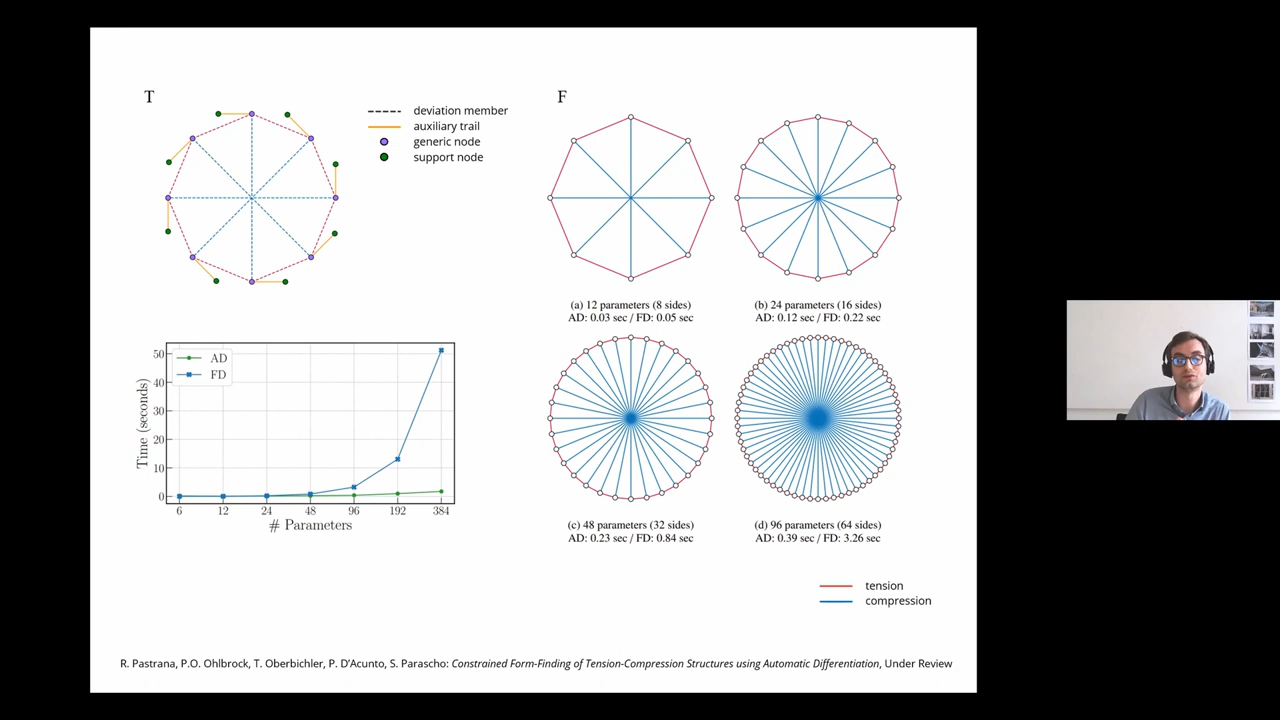 T
deviation member
auxiliary trail
generic node
support node
F
(a) 12 parameters (8 sides)
AD: 0.03 sec / FD: 0.05 sec
(b) 24 parameters (16 sides)
AD: 0.12 sec / FD: 0.22 sec
AD
FD
50
40
30
20
10
0
Time (seconds)
6 12 24 48 96 192 384
# Parameters
(c) 48 parameters (32 sides)
AD: 0.23 sec / FD: 0.84 sec
(d) 96 parameters (64 sides)
AD: 0.39 sec / FD: 3.26 sec
tension
compression
R. Pastrana, P.O. Ohlbrock, T. Oberbichler, P. D'Acunto, S. Parascho: Constrained Form-Finding of Tension-Compression Structures using Automatic Differentiation, Under Review